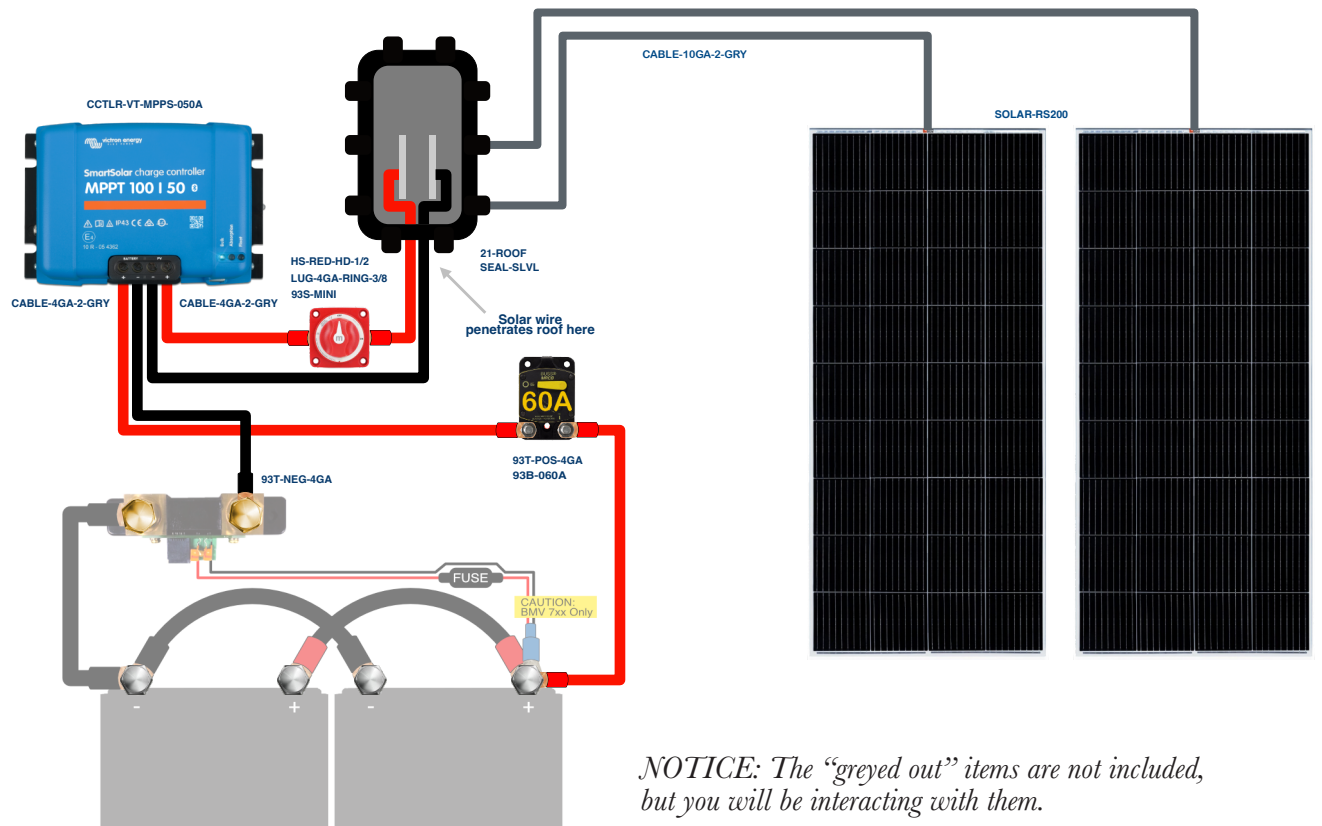 CABLE-10GA-2-GRY
CCTLR-VT-MPPS-050A
SOLAR-RS200
victron energy
SmartSolar charge controller
MPPT 100 | 50
IP43
BATTERY
PV
HS-RED-HD-1/2
LUG-4GA-RING-3/8
93S-MINI
21-ROOF
SEAL-SLVL
CABLE-4GA-2-GRY
CABLE-4GA-2-GRY
Solar wire
penetrates roof here
m
60A
93T-POS-4GA
93B-060A
93T-NEG-4GA
FUSE
CAUTION:
BMV 7xx Only
- + - +
NOTICE: The “greyed out” items are not included,
but you will be interacting with them.